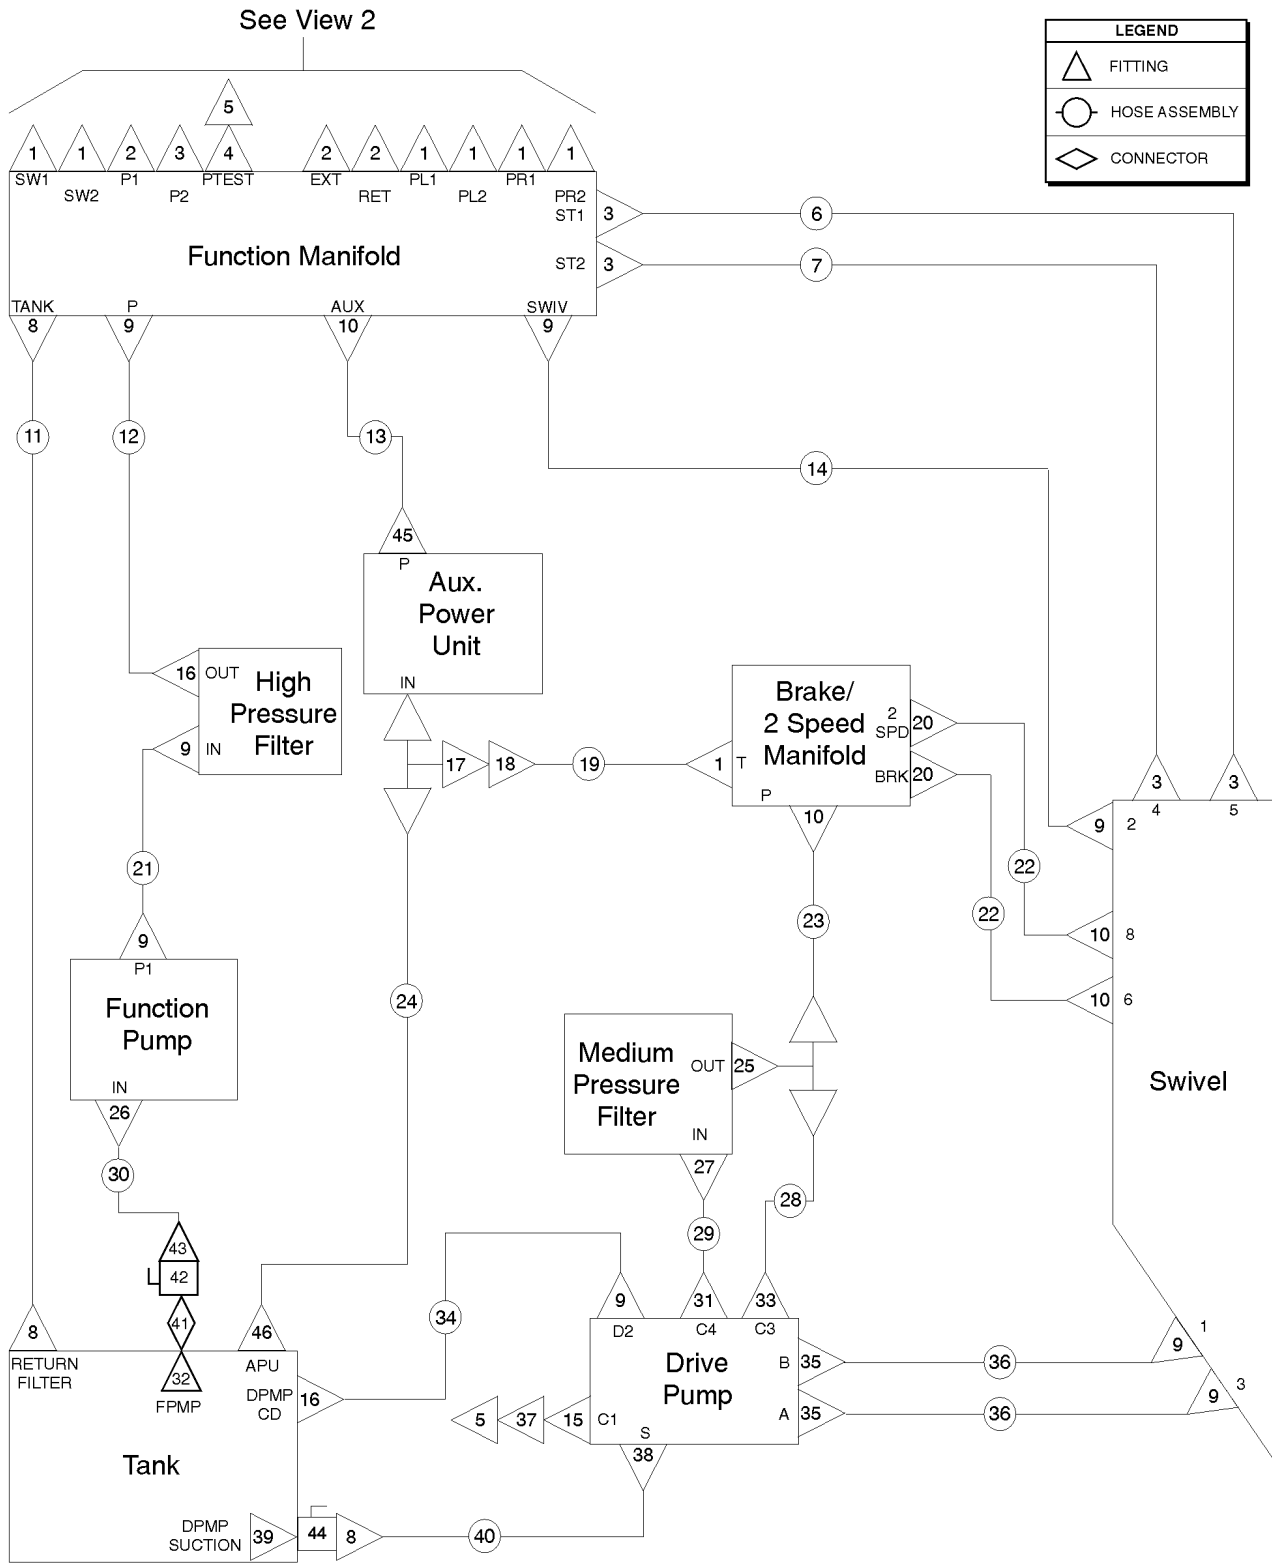 See View 2
LEGEND
FITTING
HOSE ASSEMBLY
CONNECTOR
5
1 1 2 3 4 2 2 1 1 1 1
SW1 P1 PTEST EXT PL1 PR1
SW2 P2 RET PL2 PR2
ST1 3 6
Function Manifold
ST2 3 7
TANK P AUX SWIV
8 9 10 9
11 12 13
14
45
P
Aux.
Power
Unit
IN
16 OUT
High
Pressure
Filter
9 IN
17 18 19 1 T
Brake/
2 Speed
Manifold
2
SPD 20
BRK 20
P
10
3 3
4 5
9 2
21
22
22
23
10 8
10 6
9
P1
Function
Pump
IN
26
24
Medium
Pressure
Filter
OUT 25
IN
27
Swivel
30
28
29
43
42
41
32
FPMP
8
RETURN
FILTER
46
APU
DPMP
CD
16
34
9 31 33
D2 C4 C3
Drive
Pump
B 35 36 9 1
A 35 36 9 3
5 37 15 C1
S
38
Tank
DPMP
SUCTION
39 44 8 40